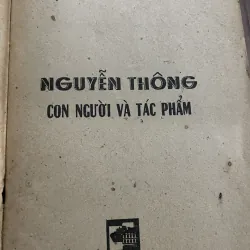 NGUYỄN THÔNG
CON NGƯỜI VÀ TÁC PHẨM